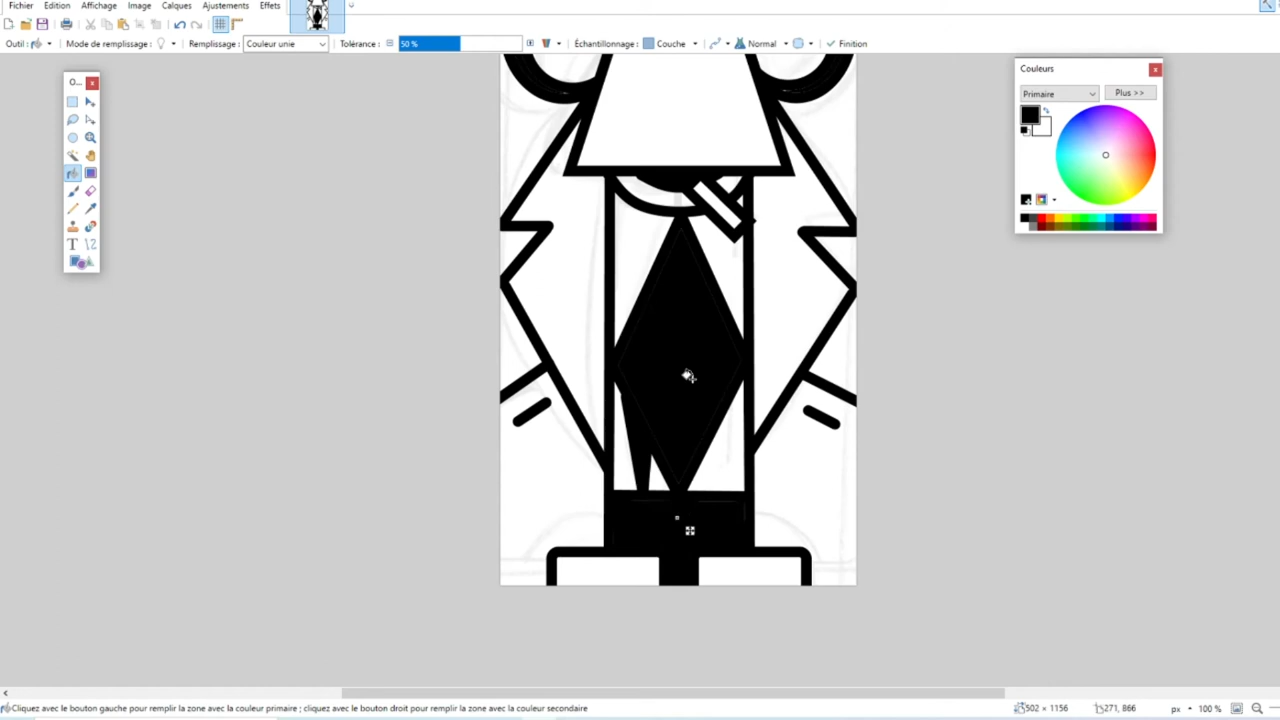 Fichier Edition Affichage Image Calques Ajustements Effets
Outil : Mode de remplissage : Remplissage : Couleur unie Tolérance : 50 % Échantillonnage : Couche Normal Finition
O...
Couleurs
Primaire Plus >>
Cliquez avec le bouton gauche pour remplir la zone avec la couleur primaire ; cliquez avec le bouton droit pour remplir la zone avec la couleur secondaire 502 × 1156 271, 866 px 100 %